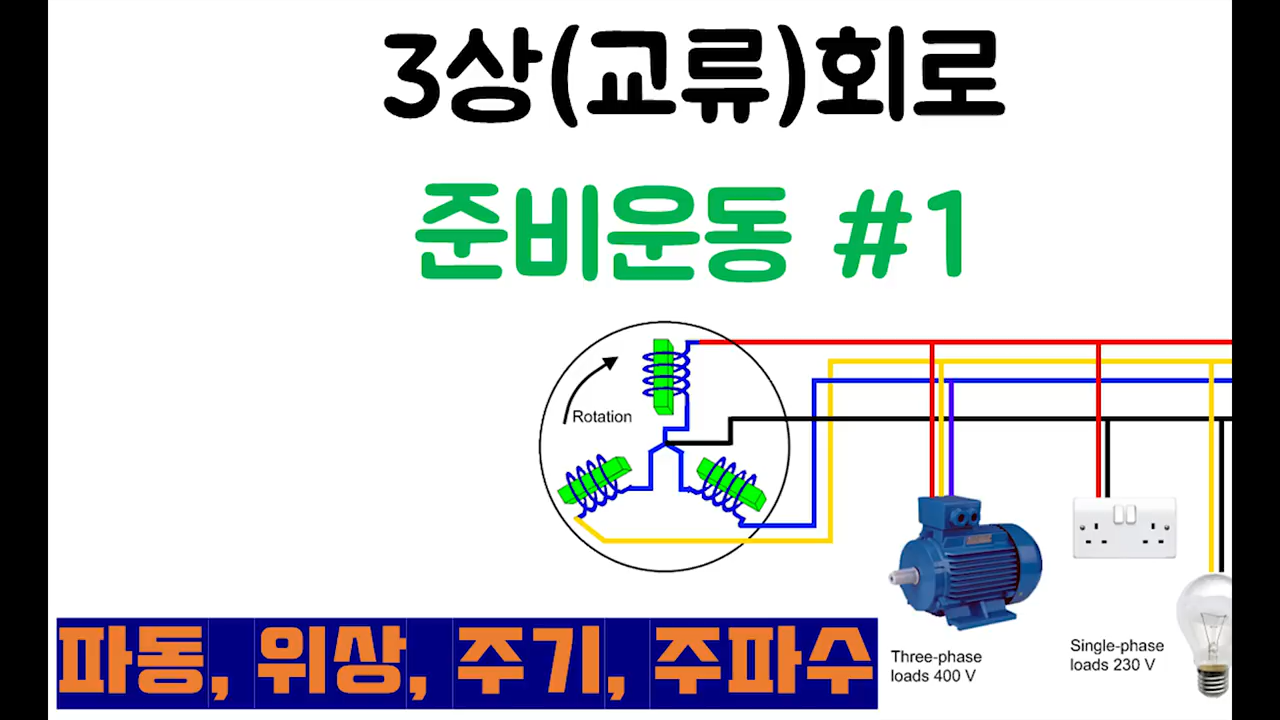 3상(교류)회로
준비운동 #1
Rotation
Three-phase
loads 400 V
Single-phase
loads 230 V
파동, 위상, 주기, 주파수